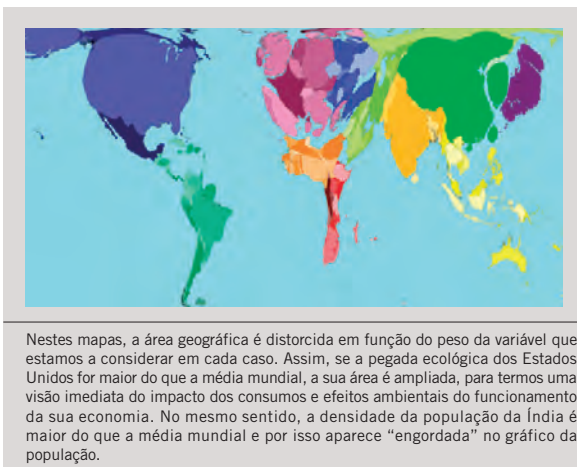 Nestes mapas, a área geográfica é distorcida em função do peso da variável que
estamos a considerar em cada caso. Assim, se a pegada ecológica dos Estados
Unidos for maior do que a média mundial, a sua área é ampliada, para termos uma
visão imediata do impacto dos consumos e efeitos ambientais do funcionamento
da sua economia. No mesmo sentido, a densidade da população da Índia é
maior do que a média mundial e por isso aparece “engordada” no gráfico da
população.